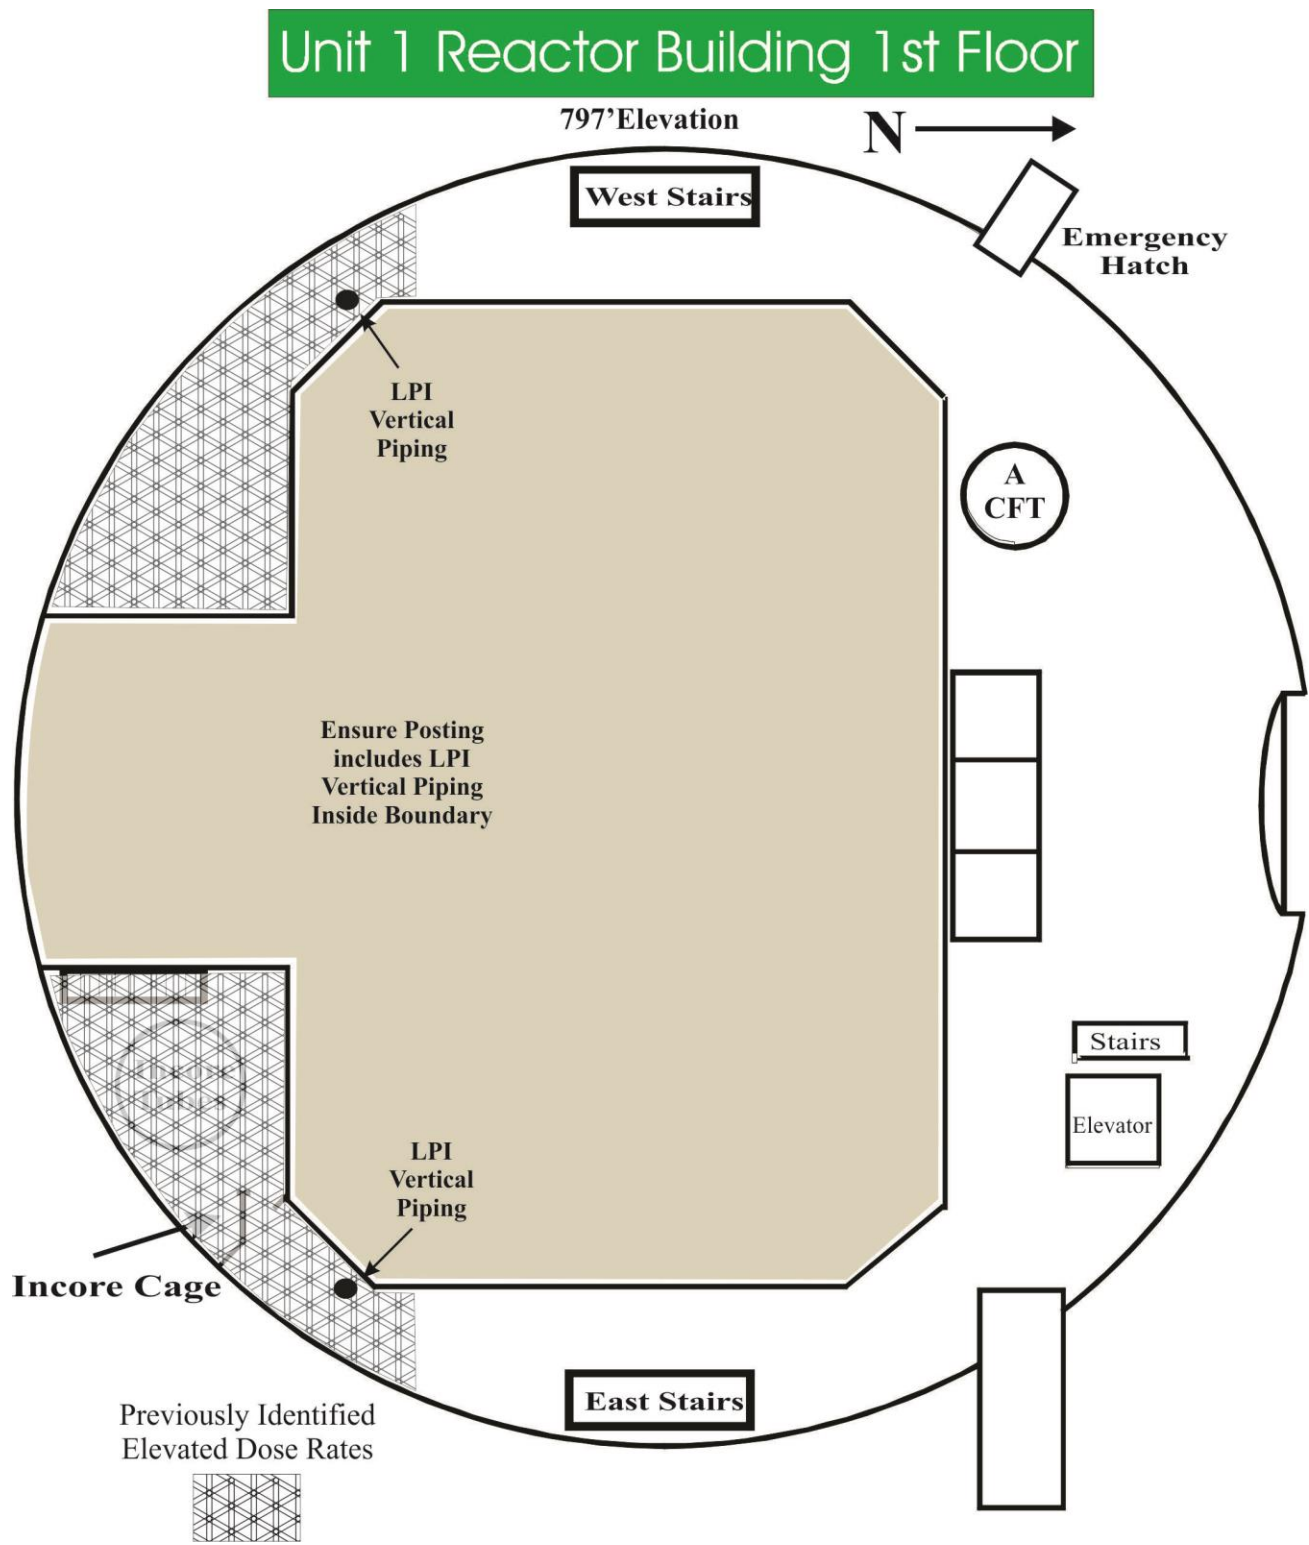 Unit 1 Reactor Building 1st Floor
797'Elevation
N
West Stairs
Emergency
Hatch
LPI
Vertical
Piping
A
CFT
Ensure Posting
includes LPI
Vertical Piping
Inside Boundary
Stairs
Elevator
LPI
Vertical
Piping
Incore Cage
East Stairs
Previously Identified
Elevated Dose Rates